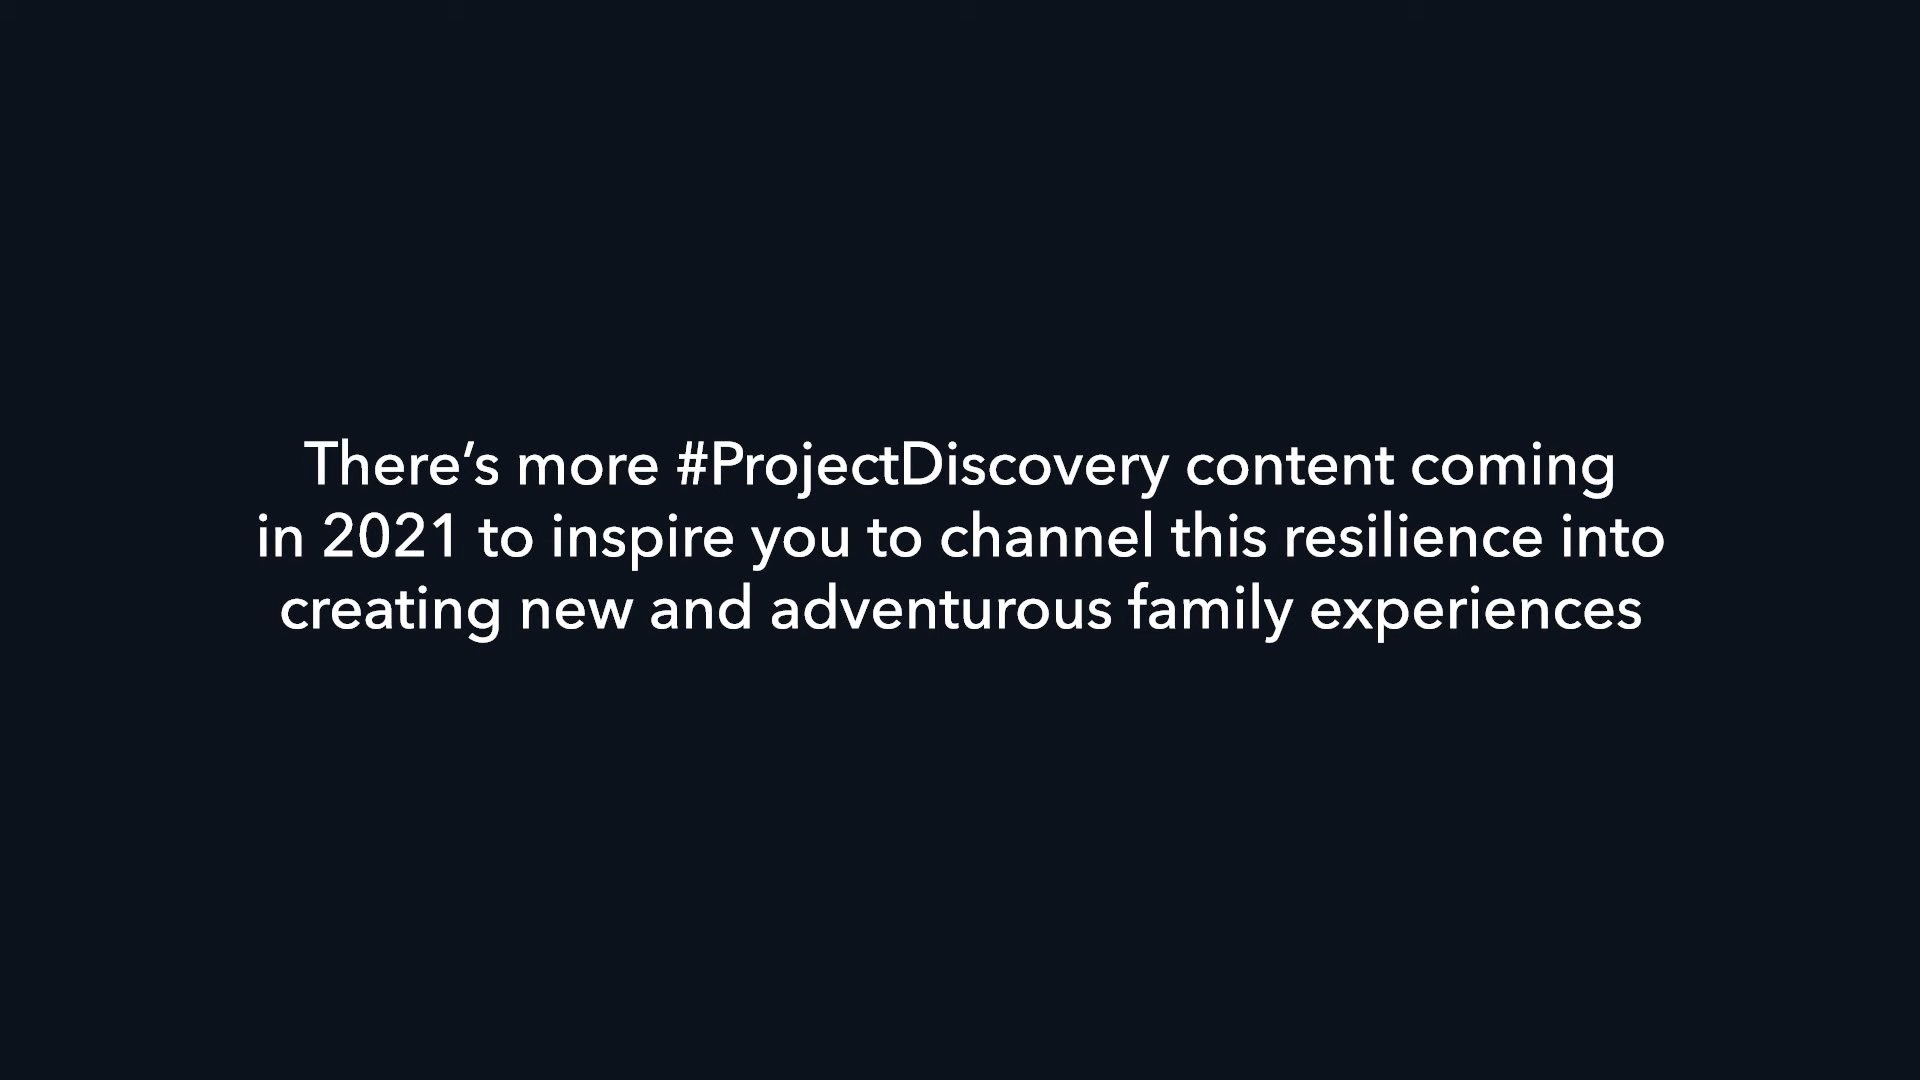 There’s more #ProjectDiscovery content coming
in 2021 to inspire you to channel this resilience into
creating new and adventurous family experiences